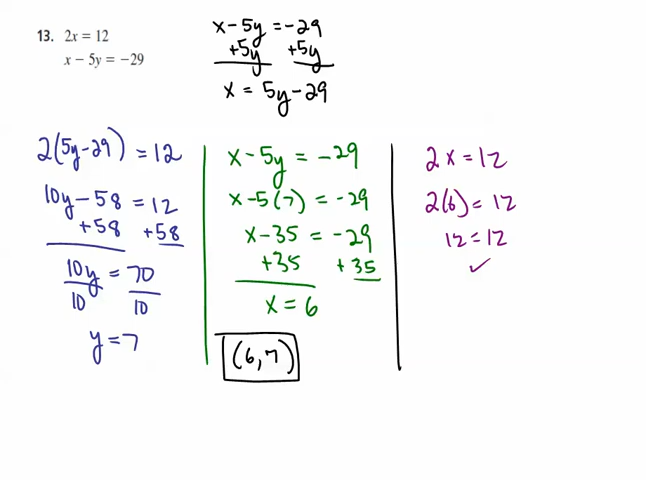 13. 2x = 12
x − 5y = −29
x − 5y = −29
+5y +5y
x = 5y − 29
2(5y − 29) = 12
10y − 58 = 12
+58 +58
10y = 70
10 10
y = 7
x − 5y = −29
x − 5(7) = −29
x − 35 = −29
+35 +35
x = 6
(6, 7)
2x = 12
2(6) = 12
12 = 12
✓